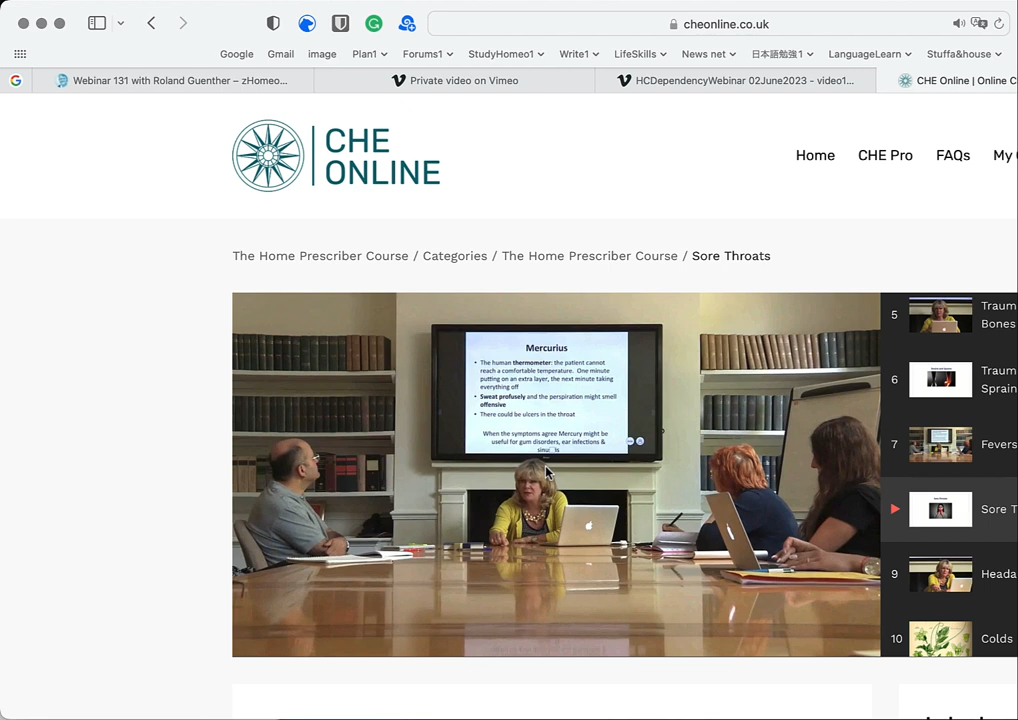 cheonline.co.uk
Google Gmail image Plan1 Forums1 StudyHomeo1 Write1 LifeSkills News net 日本語勉強1 LanguageLearn Stuffa&house
Webinar 131 with Roland Guenther – zHomeo...
Private video on Vimeo
HCDependencyWebinar 02June2023 - video1...
CHE Online | Online C
CHE
ONLINE
Home CHE Pro FAQs My
The Home Prescriber Course / Categories / The Home Prescriber Course / Sore Throats
Mercurius
• The human thermometer: the patient cannot
reach a comfortable temperature. One minute
putting on an extra layer, the next minute taking
everything off
• Sweat profusely and the perspiration might smell
offensive
• There could be ulcers in the throat
When the symptoms agree Mercury might be
useful for gum disorders, ear infections &
5 Traum
Bones
6 Traum
Sprain
7 Fevers
Sore T
9 Heada
10 Colds